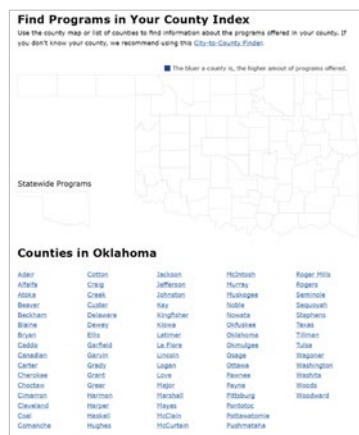 Find Programs in Your County Index
Use the county map or list of counties to find information about the programs offered in your county. If
you don't know your county, we recommend using this City-to-County Finder.
The bluer a county is, the higher amout of programs offered.
Statewide Programs
Counties in Oklahoma
Adair Cotton Jackson McIntosh Roger Mills
Alfalfa Craig Jefferson Murray Rogers
Atoka Creek Johnston Muskogee Seminole
Beaver Custer Kay Noble Sequoyah
Beckham Delaware Kingfisher Nowata Stephens
Blaine Dewey Kiowa Okfuskee Texas
Bryan Ellis Latimer Oklahoma Tillman
Caddo Garfield Le Flore Okmulgee Tulsa
Canadian Garvin Lincoln Osage Wagoner
Carter Grady Logan Ottawa Washington
Cherokee Grant Love Pawnee Washita
Choctaw Greer Major Payne Woods
Cimarron Harmon Marshall Pittsburg Woodward
Cleveland Harper Mayes Pontotoc
Coal Haskell McClain Pottawatomie
Comanche Hughes McCurtain Pushmataha